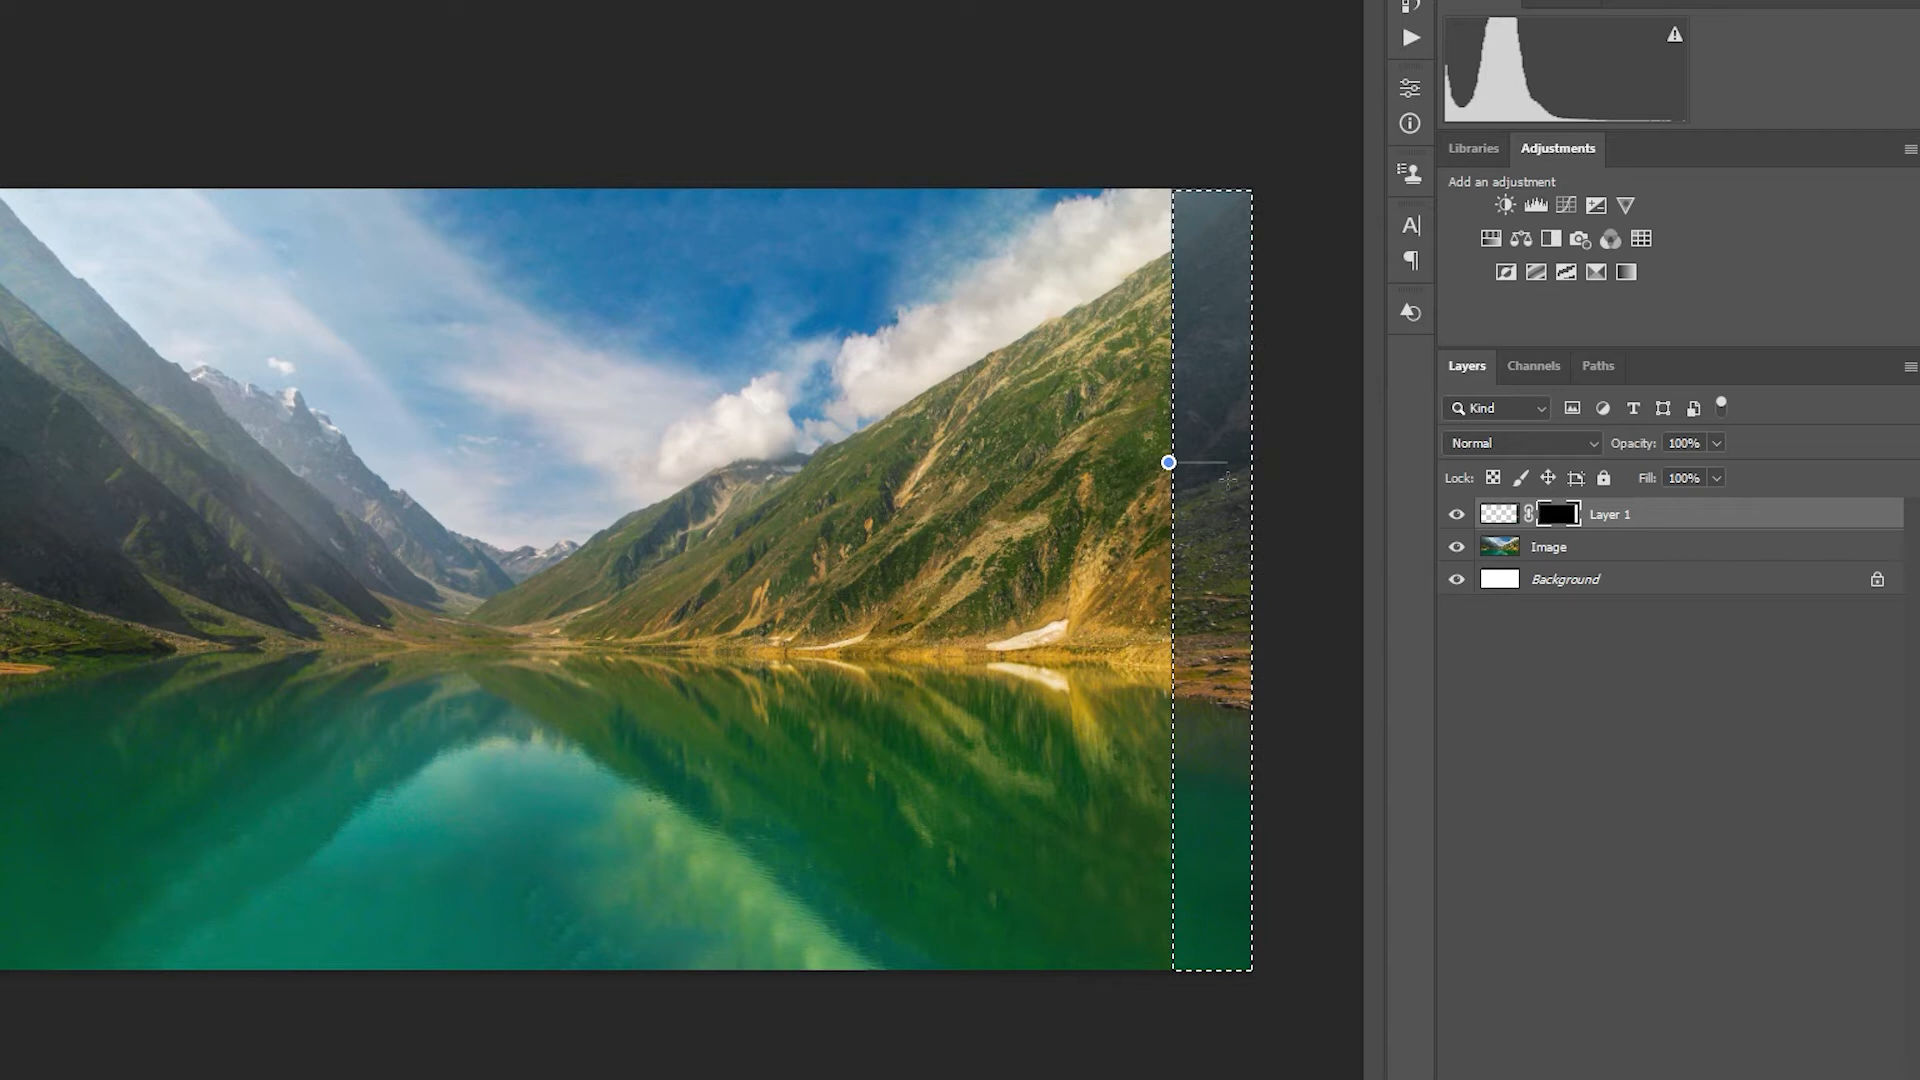 Libraries
Adjustments
Add an adjustment
Layers
Channels
Paths
Kind
Normal
Opacity: 100%
Lock:
Fill: 100%
Layer 1
Image
Background